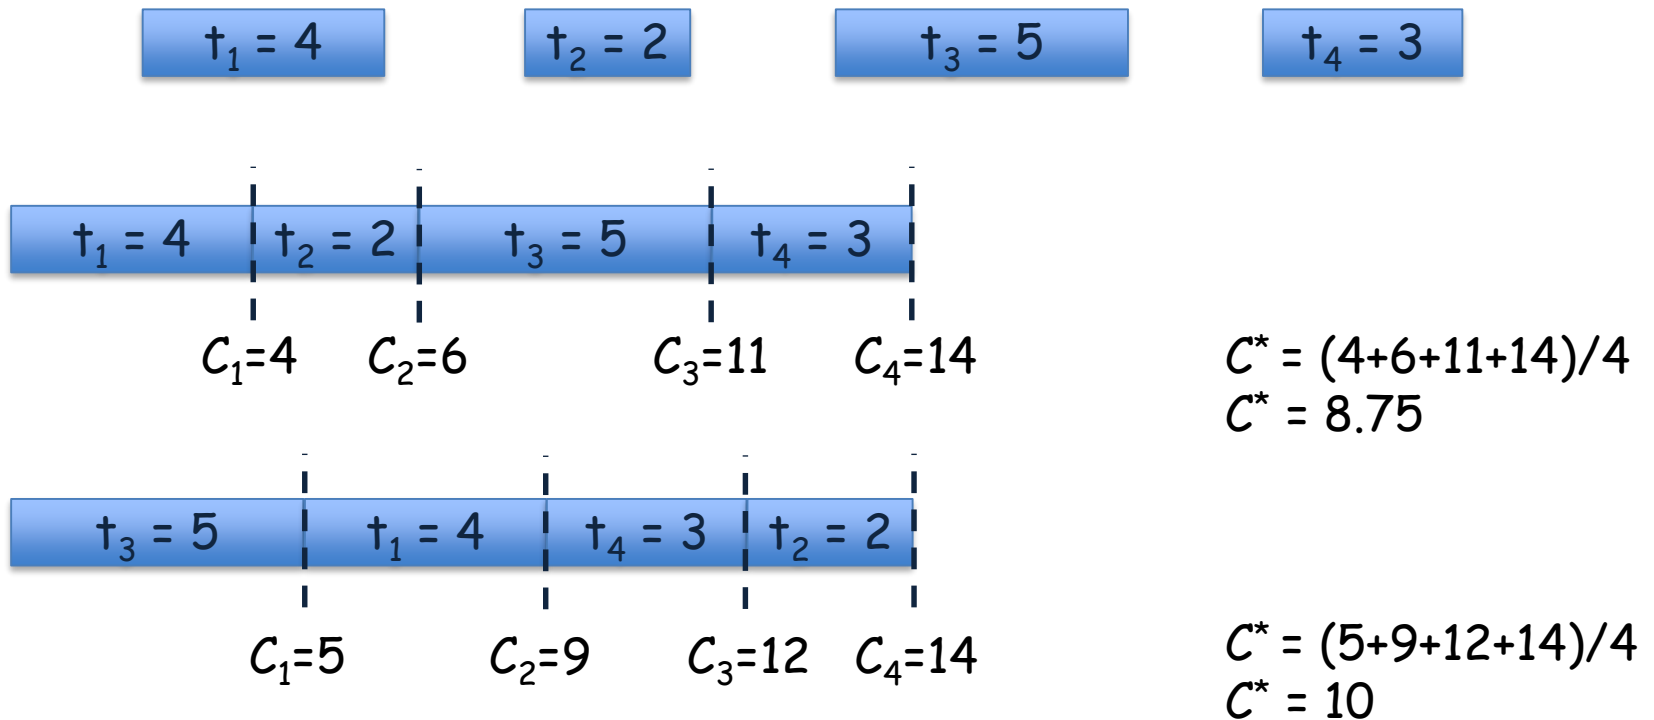 t₁ = 4 t₂ = 2 t₃ = 5 t₄ = 3
t₁ = 4 t₂ = 2 t₃ = 5 t₄ = 3
C₁=4 C₂=6 C₃=11 C₄=14
C* = (4+6+11+14)/4
C* = 8.75
t₃ = 5 t₁ = 4 t₄ = 3 t₂ = 2
C₁=5 C₂=9 C₃=12 C₄=14
C* = (5+9+12+14)/4
C* = 10